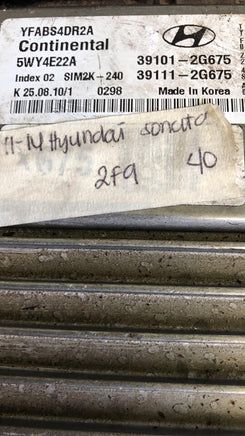 YFABS4DR2A
Continental
HYUNDAI
5WY4E22A 39101-2G675
Index 02 SIM2K-240 39111-2G675
K 25.08.10/1 0298 Made in Korea
11-14 Hyundai sonata
2F9 40